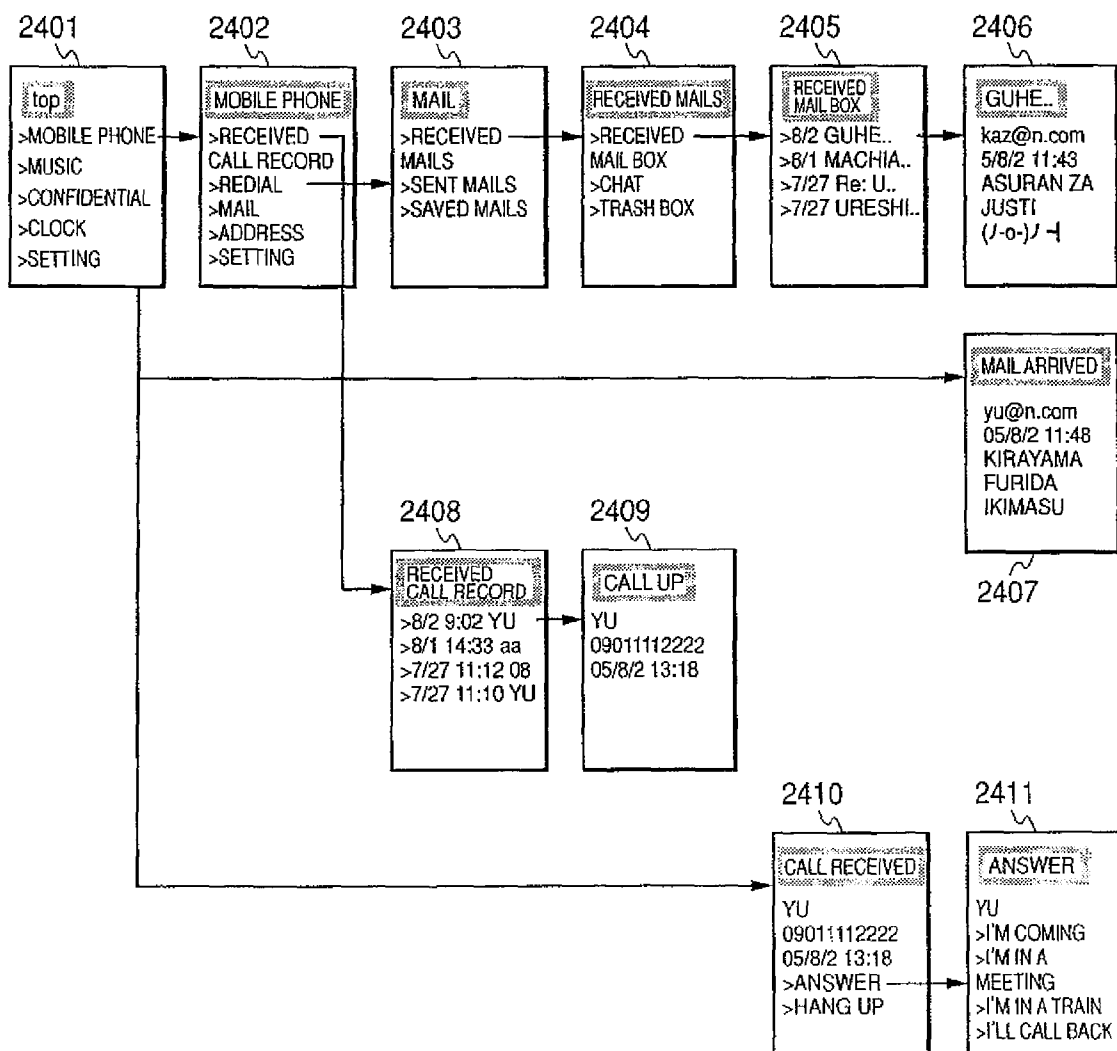 2401
2402
2403
2404
2405
2406
top
>MOBILE PHONE
>MUSIC
>CONFIDENTIAL
>CLOCK
>SETTING
MOBILE PHONE
>RECEIVED
CALL RECORD
>REDIAL
>MAIL
>ADDRESS
>SETTING
MAIL
>RECEIVED
MAILS
>SENT MAILS
>SAVED MAILS
RECEIVED MAILS
>RECEIVED
MAIL BOX
>CHAT
>TRASH BOX
RECEIVED
MAIL BOX
>8/2 GUHE..
>8/1 MACHIA..
>7/27 Re: U..
>7/27 URESHI..
GUHE..
kaz@n.com
5/8/2 11:43
ASURAN ZA
JUSTI
(ﾉ-o-)ﾉ ┫
MAIL ARRIVED
yu@n.com
05/8/2 11:48
KIRAYAMA
FURIDA
IKIMASU
2407
2408
2409
RECEIVED
CALL RECORD
>8/2 9:02 YU
>8/1 14:33 aa
>7/27 11:12 08
>7/27 11:10 YU
CALL UP
YU
09011112222
05/8/2 13:18
2410
2411
CALL RECEIVED
YU
09011112222
05/8/2 13:18
>ANSWER
>HANG UP
ANSWER
YU
>I'M COMING
>I'M IN A
MEETING
>I'M IN A TRAIN
>I'LL CALL BACK